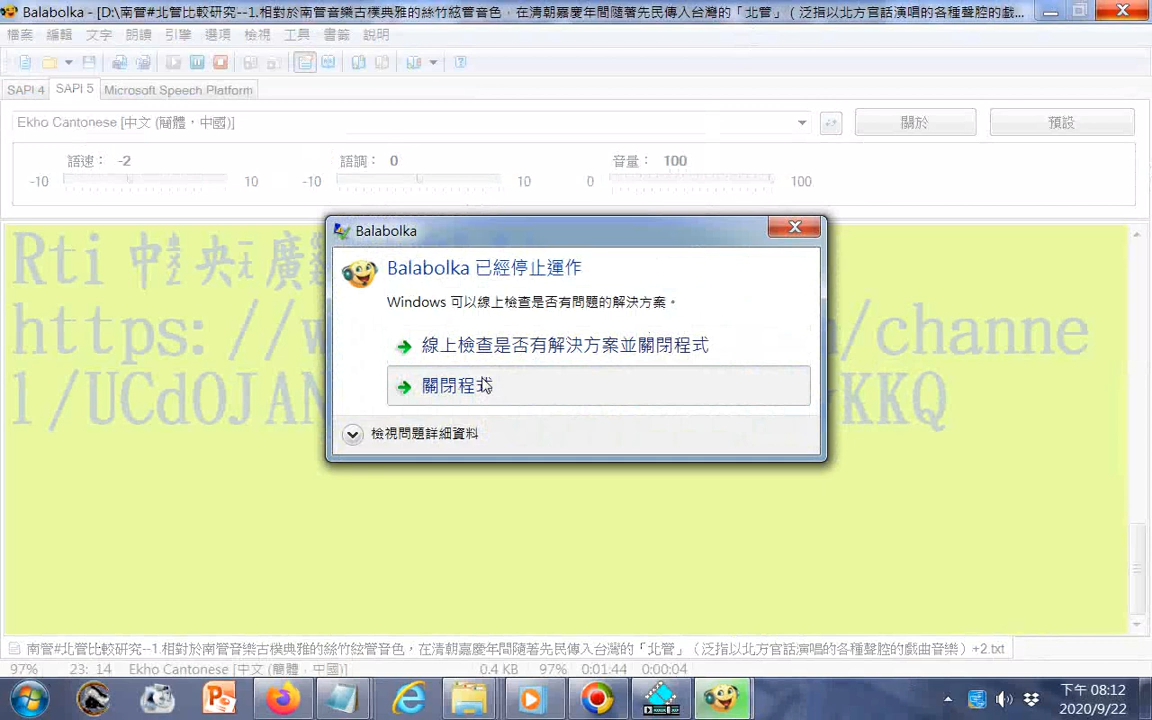 Balabolka - [D:\南管#北管比較研究--1.相對於南管音樂古樸典雅的絲竹絃管音色，在清朝嘉慶年間隨著先民傳入台灣的「北管」（泛指以北方官話演唱的各種聲腔的戲...
檔案 編輯 文字 朗讀 引擎 選項 檢視 工具 書籤 說明
SAPI 4 SAPI 5 Microsoft Speech Platform
Ekho Cantonese [中文 (簡體，中國)] 關於 預設
語速： -2 語調： 0 音量： 100
-10 10 -10 10 0 100
Balabolka
Rti 中央廣
Balabolka 已經停止運作
Windows 可以線上檢查是否有問題的解決方案。
https://w /channe
線上檢查是否有解決方案並關閉程式
l/UCdOJAN KKQ
關閉程式
檢視問題詳細資料
南管#北管比較研究--1.相對於南管音樂古樸典雅的絲竹絃管音色，在清朝嘉慶年間隨著先民傳入台灣的「北管」（泛指以北方官話演唱的各種聲腔的戲曲音樂）+2.txt
97% 23: 14 Ekho Cantonese [中文 (簡體，中國)] 0.4 KB 97% 0:01:44 0:00:04
下午 08:12
2020/9/22